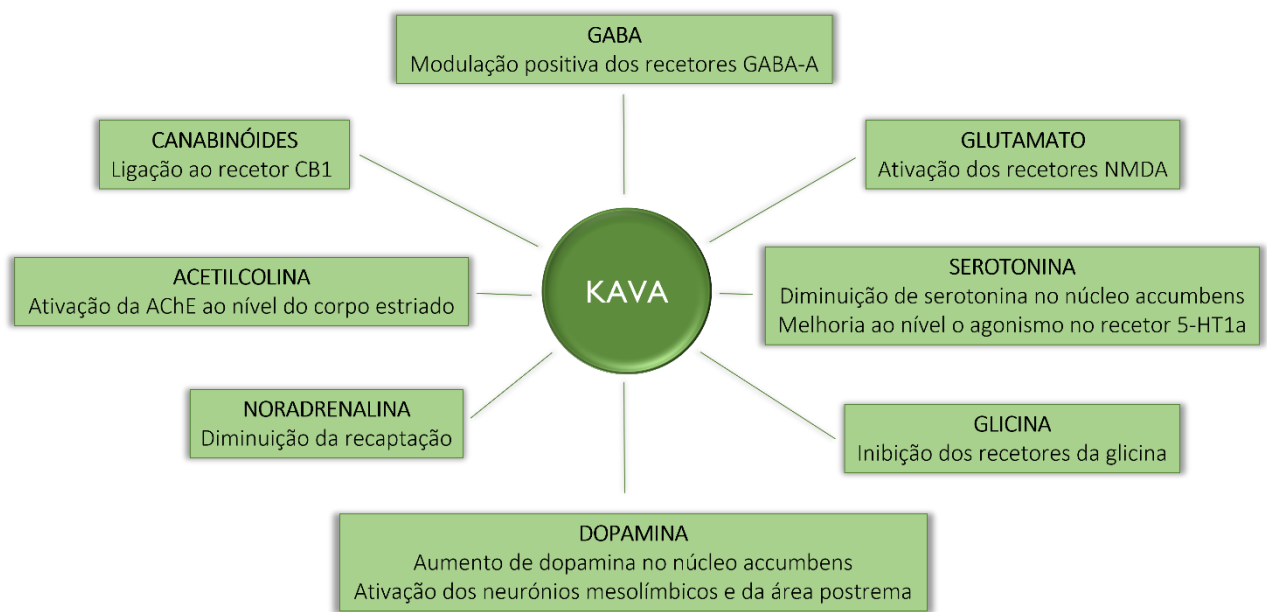 GABA
Modulação positiva dos recetores GABA-A
CANABINÓIDES
Ligação ao recetor CB1
GLUTAMATO
Ativação dos recetores NMDA
ACETILCOLINA
Ativação da AChE ao nível do corpo estriado
KAVA
SEROTONINA
Diminuição de serotonina no núcleo accumbens
Melhoria ao nível o agonismo no recetor 5-HT1a
NORADRENALINA
Diminuição da recaptação
GLICINA
Inibição dos recetores da glicina
DOPAMINA
Aumento de dopamina no núcleo accumbens
Ativação dos neurónios mesolímbicos e da área postrema